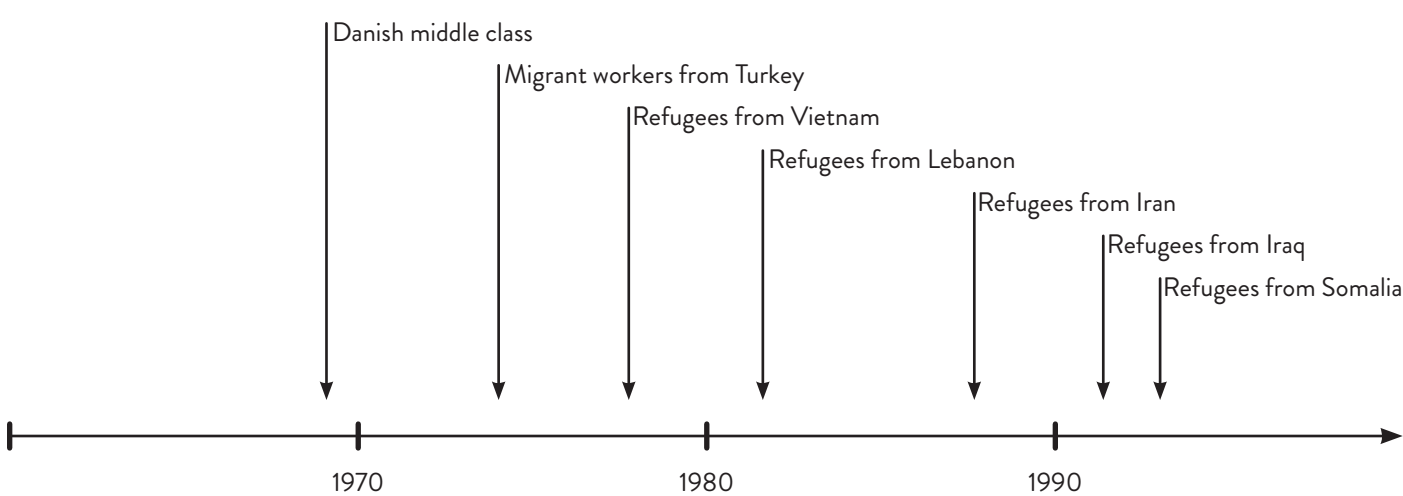 Danish middle class
Migrant workers from Turkey
Refugees from Vietnam
Refugees from Lebanon
Refugees from Iran
Refugees from Iraq
Refugees from Somalia
1970
1980
1990